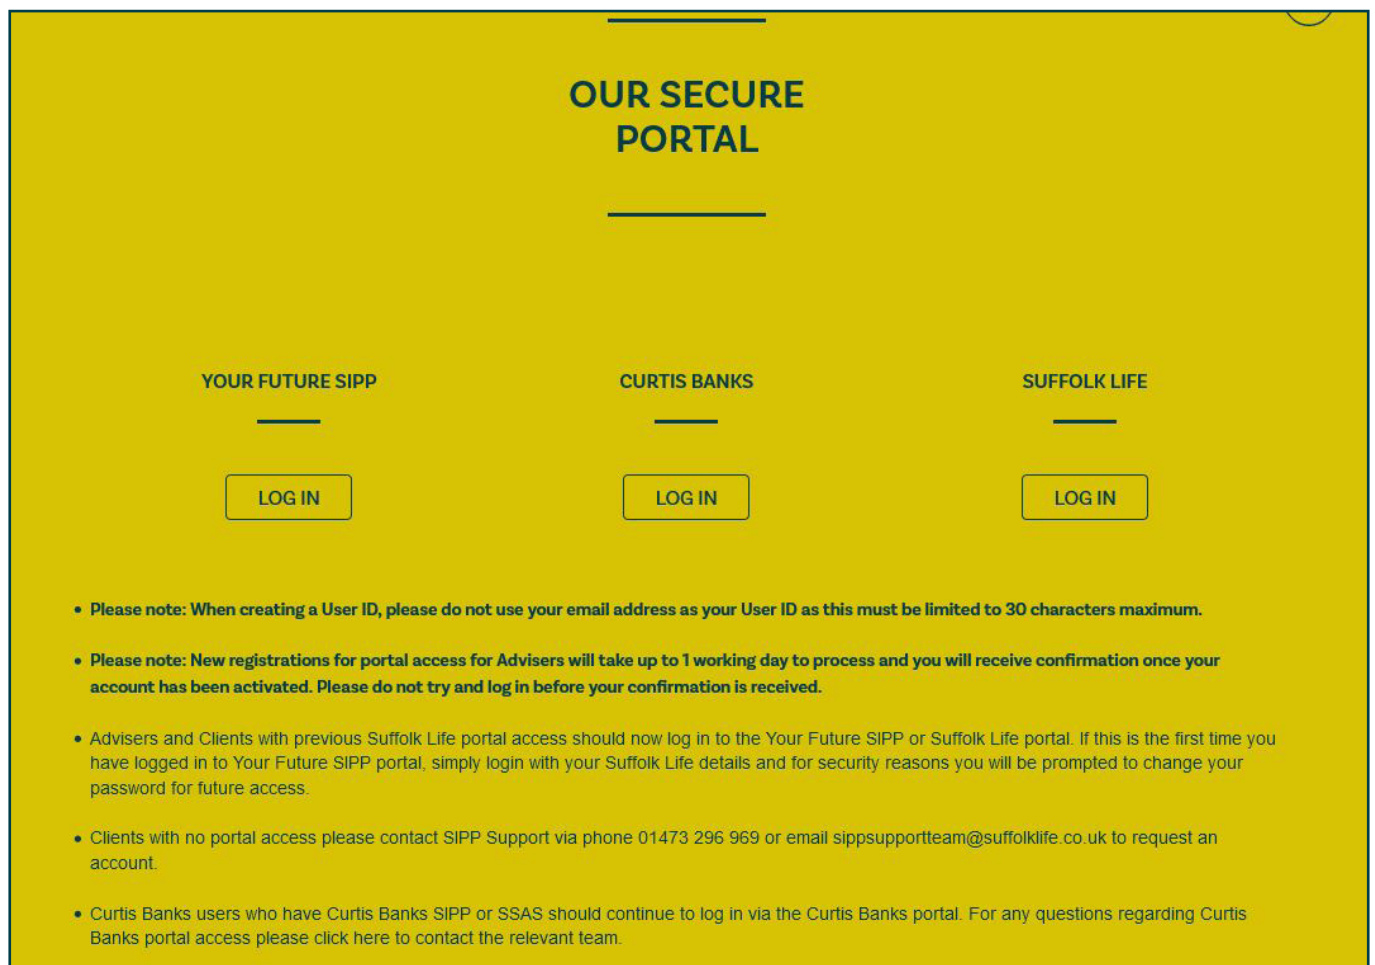 OUR SECURE
PORTAL
YOUR FUTURE SIPP
CURTIS BANKS
SUFFOLK LIFE
LOG IN
LOG IN
LOG IN
• Please note: When creating a User ID, please do not use your email address as your User ID as this must be limited to 30 characters maximum.
• Please note: New registrations for portal access for Advisers will take up to 1 working day to process and you will receive confirmation once your
account has been activated. Please do not try and log in before your confirmation is received.
• Advisers and Clients with previous Suffolk Life portal access should now log in to the Your Future SIPP or Suffolk Life portal. If this is the first time you
have logged in to Your Future SIPP portal, simply login with your Suffolk Life details and for security reasons you will be prompted to change your
password for future access.
• Clients with no portal access please contact SIPP Support via phone 01473 296 969 or email sippsupportteam@suffolklife.co.uk to request an
account.
• Curtis Banks users who have Curtis Banks SIPP or SSAS should continue to log in via the Curtis Banks portal. For any questions regarding Curtis
Banks portal access please click here to contact the relevant team.